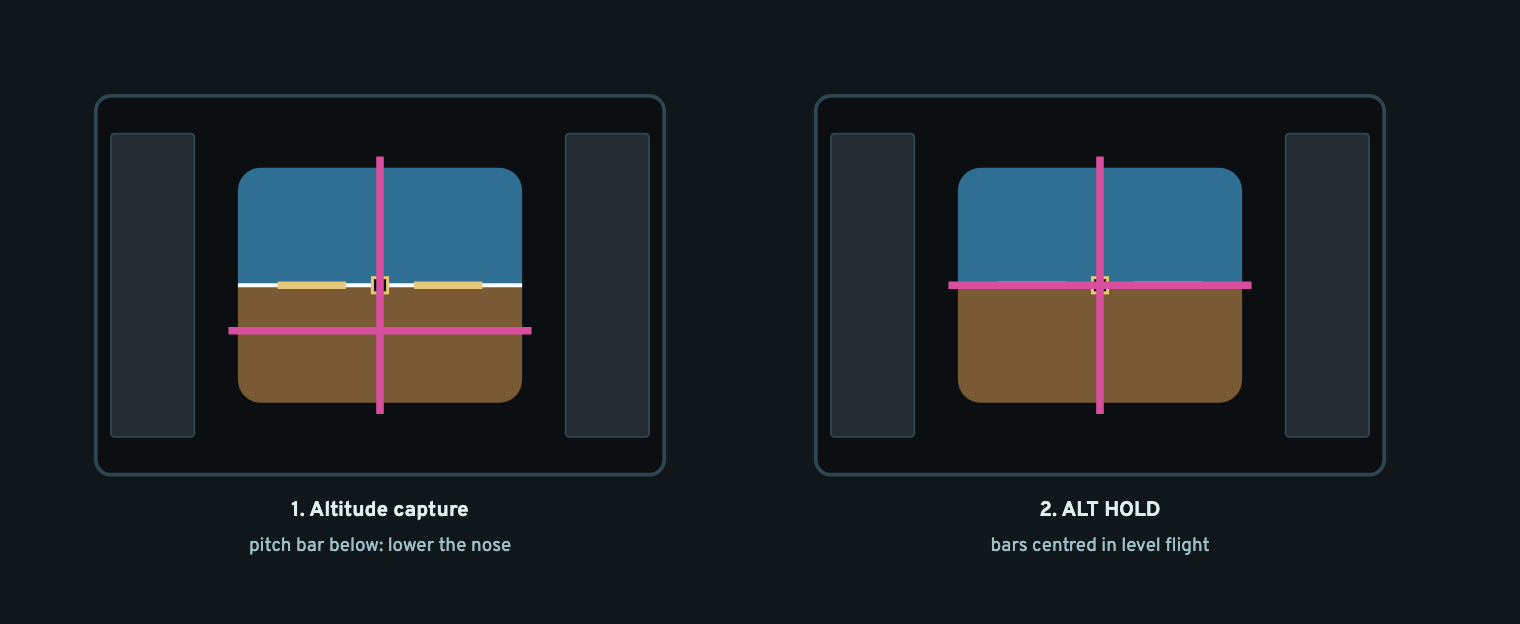 1. Altitude capture
pitch bar below: lower the nose
2. ALT HOLD
bars centred in level flight